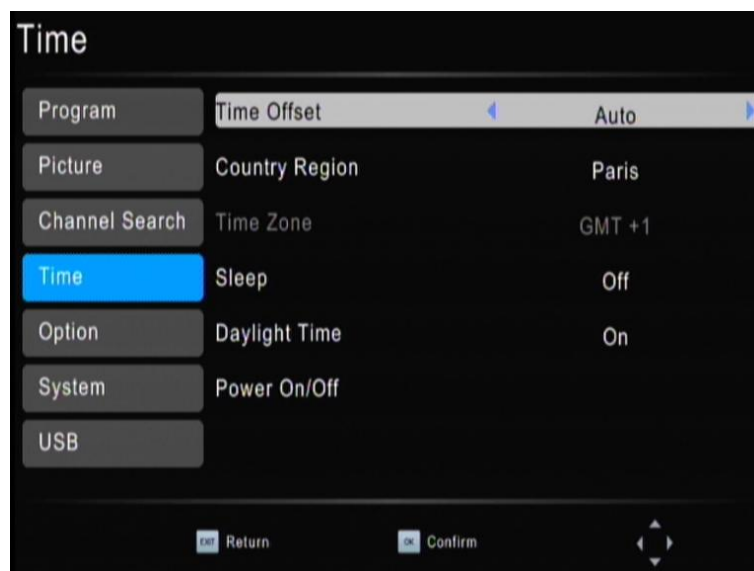 Time
Program
Time Offset Auto
Picture
Country Region Paris
Channel Search
Time Zone GMT +1
Time
Sleep Off
Option
Daylight Time On
System
Power On/Off
USB
EXIT Return OK Confirm